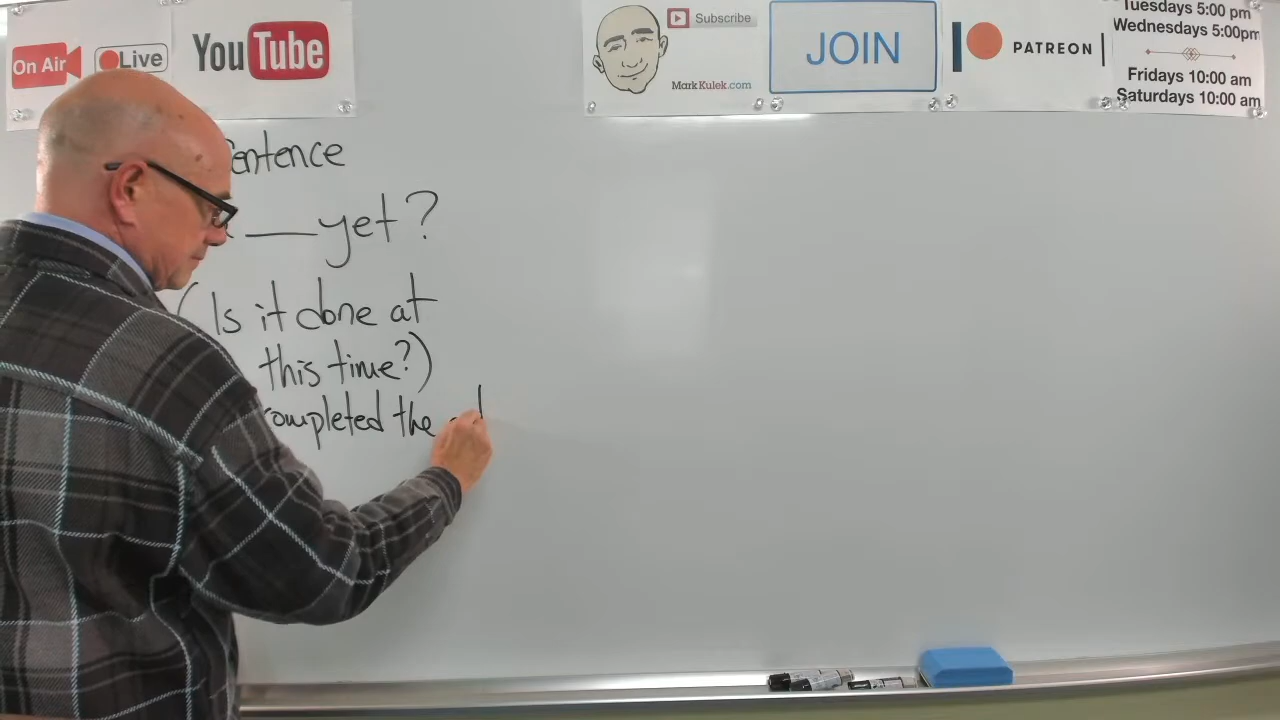 On Air
Live
YouTube
Subscribe
MarkKulek.com
JOIN
PATREON
Tuesdays 5:00 pm
Wednesdays 5:00pm
Fridays 10:00 am
Saturdays 10:00 am
entence
___ yet?
(Is it done at
this time?)
completed the